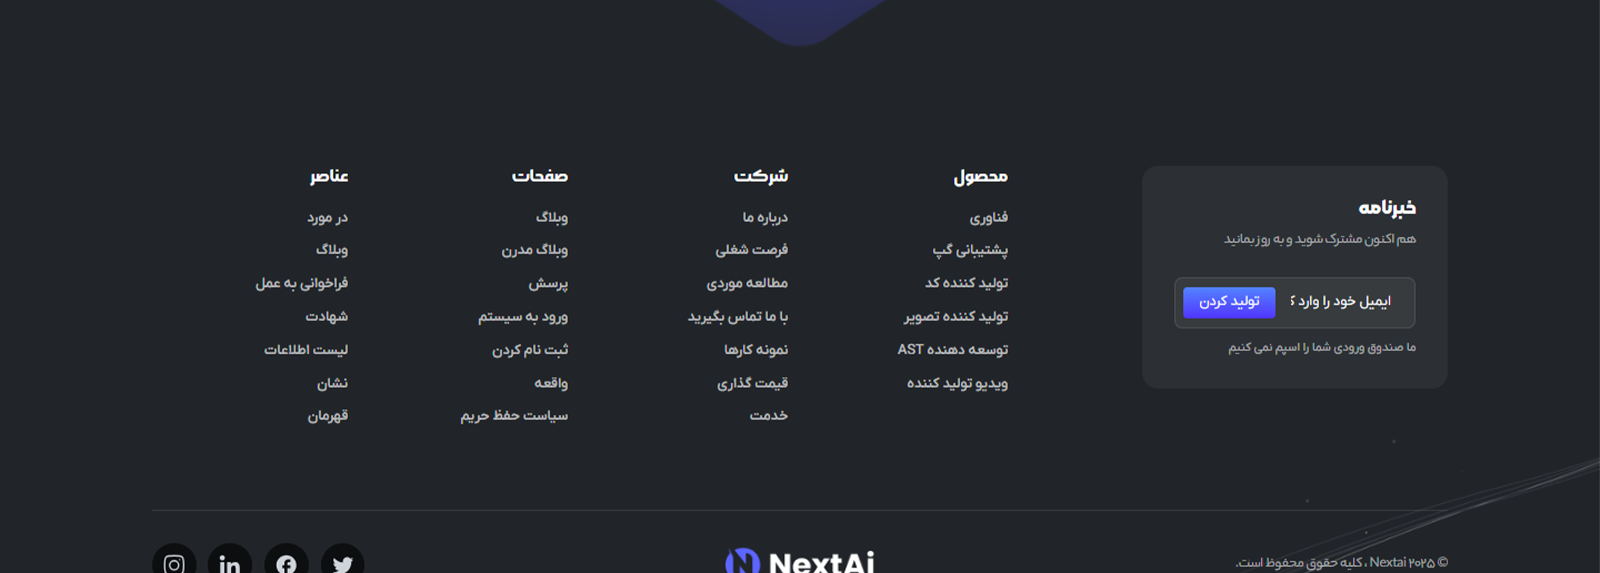 خبرنامه
هم اکنون مشترک شوید و به روز بمانید
ایمیل خود را وارد ک
تولید کردن
ما صندوق ورودی شما را اسپم نمی کنیم
محصول
فناوری
پشتیبانی گپ
تولید کننده کد
تولید کننده تصویر
توسعه دهنده AST
ویدیو تولید کننده
شرکت
درباره ما
فرصت شغلی
مطالعه موردی
با ما تماس بگیرید
نمونه کارها
قیمت گذاری
خدمت
صفحات
وبلاگ
وبلاگ مدرن
پرسش
ورود به سیستم
ثبت نام کردن
واقعه
سیاست حفظ حریم
عناصر
در مورد
وبلاگ
فراخوانی به عمل
شهادت
لیست اطلاعات
نشان
قهرمان
© ۲۰۲۵ Nextai ، کلیه حقوق محفوظ است.
NextAi